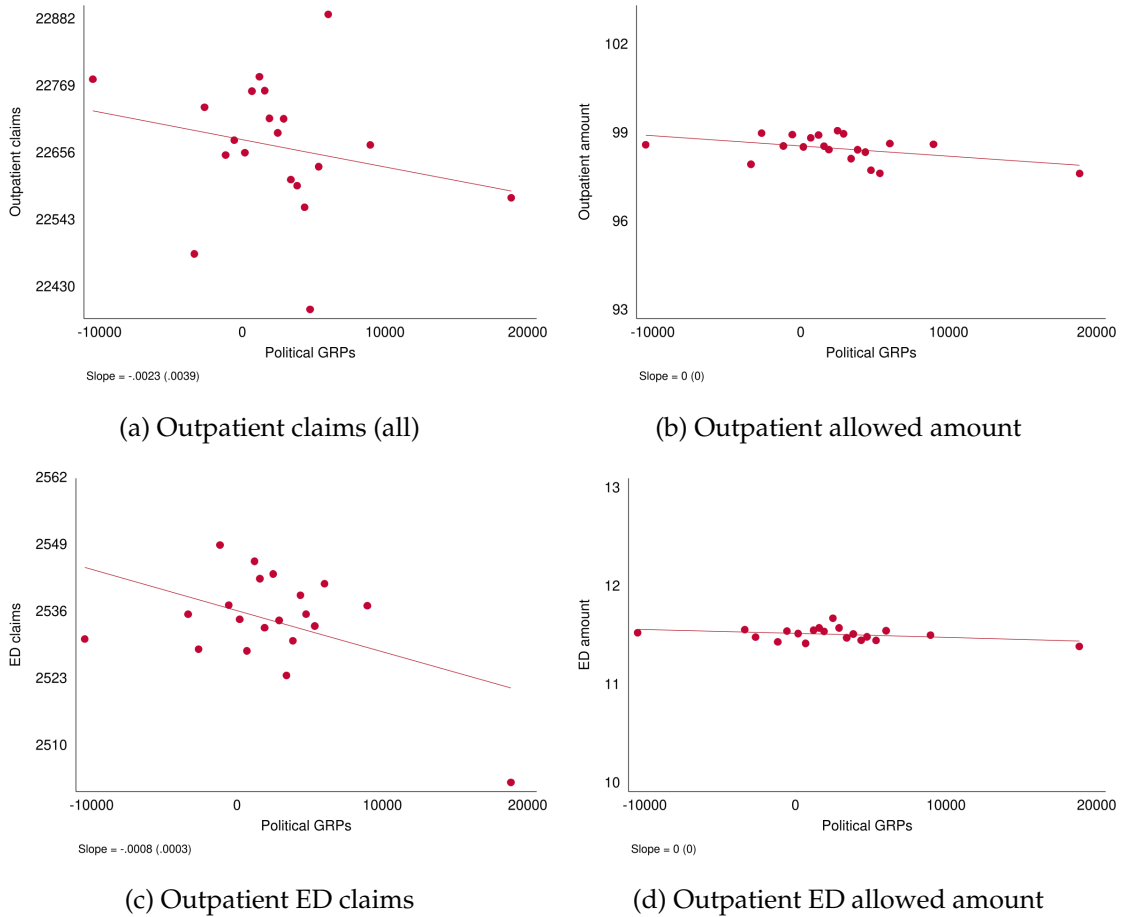 22882
22769
22656
22543
22430
Outpatient claims
-10000 0 10000 20000
Political GRPs
Slope = -.0023 (.0039)
(a) Outpatient claims (all)
102
99
96
93
Outpatient amount
-10000 0 10000 20000
Political GRPs
Slope = 0 (0)
(b) Outpatient allowed amount
2562
2549
2536
2523
2510
ED claims
-10000 0 10000 20000
Political GRPs
Slope = -.0008 (.0003)
(c) Outpatient ED claims
13
12
11
10
ED amount
-10000 0 10000 20000
Political GRPs
Slope = 0 (0)
(d) Outpatient ED allowed amount